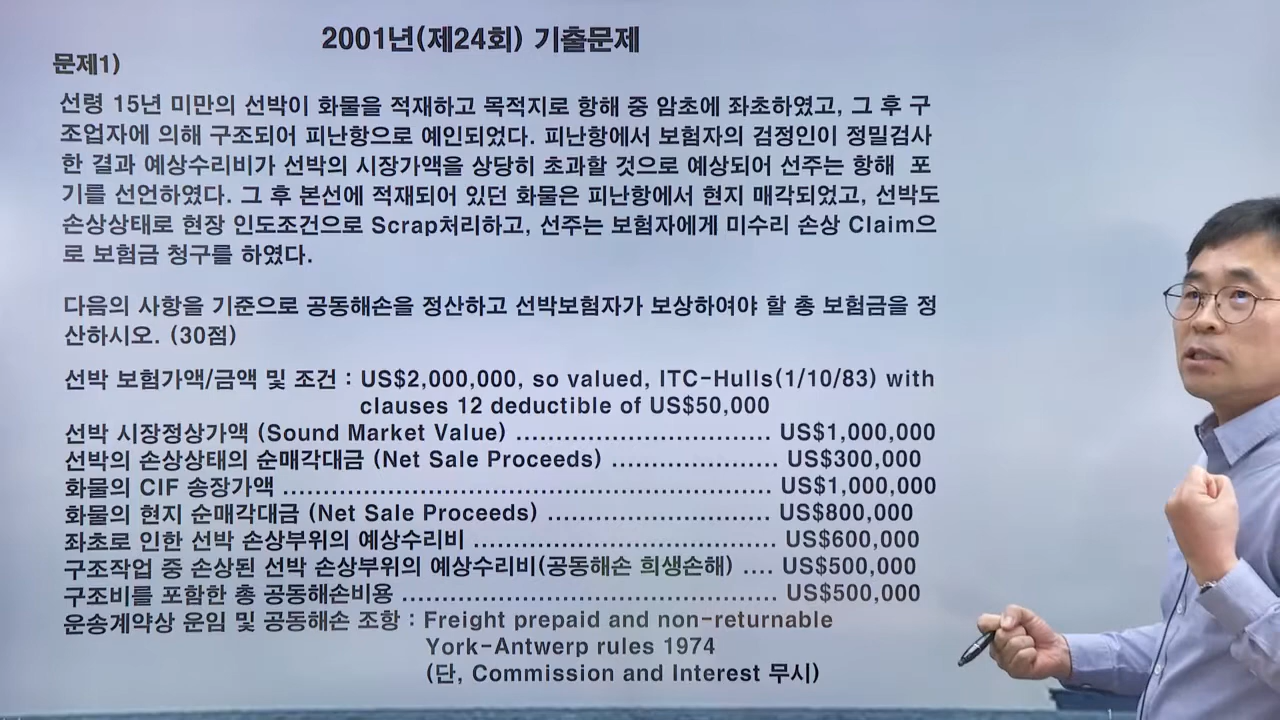 2001년(제24회) 기출문제
문제1)
선령 15년 미만의 선박이 화물을 적재하고 목적지로 항해 중 암초에 좌초하였고, 그 후 구
조업자에 의해 구조되어 피난항으로 예인되었다. 피난항에서 보험자의 검정인이 정밀검사
한 결과 예상수리비가 선박의 시장가액을 상당히 초과할 것으로 예상되어 선주는 항해 포
기를 선언하였다. 그 후 본선에 적재되어 있던 화물은 피난항에서 현지 매각되었고, 선박도
손상상태로 현장 인도조건으로 Scrap처리하고, 선주는 보험자에게 미수리 손상 Claim으
로 보험금 청구를 하였다.
다음의 사항을 기준으로 공동해손을 정산하고 선박보험자가 보상하여야 할 총 보험금을 정
산하시오. (30점)
선박 보험가액/금액 및 조건 : US$2,000,000, so valued, ITC-Hulls(1/10/83) with
clauses 12 deductible of US$50,000
선박 시장정상가액 (Sound Market Value) ................................ US$1,000,000
선박의 손상상태의 순매각대금 (Net Sale Proceeds) ..................... US$300,000
화물의 CIF 송장가액 ............................................................. US$1,000,000
화물의 현지 순매각대금 (Net Sale Proceeds) ............................ US$800,000
좌초로 인한 선박 손상부위의 예상수리비 ...................................... US$600,000
구조작업 중 손상된 선박 손상부위의 예상수리비(공동해손 희생손해) .... US$500,000
구조비를 포함한 총 공동해손비용 ............................................... US$500,000
운송계약상 운임 및 공동해손 조항 : Freight prepaid and non-returnable
York-Antwerp rules 1974
(단, Commission and Interest 무시)